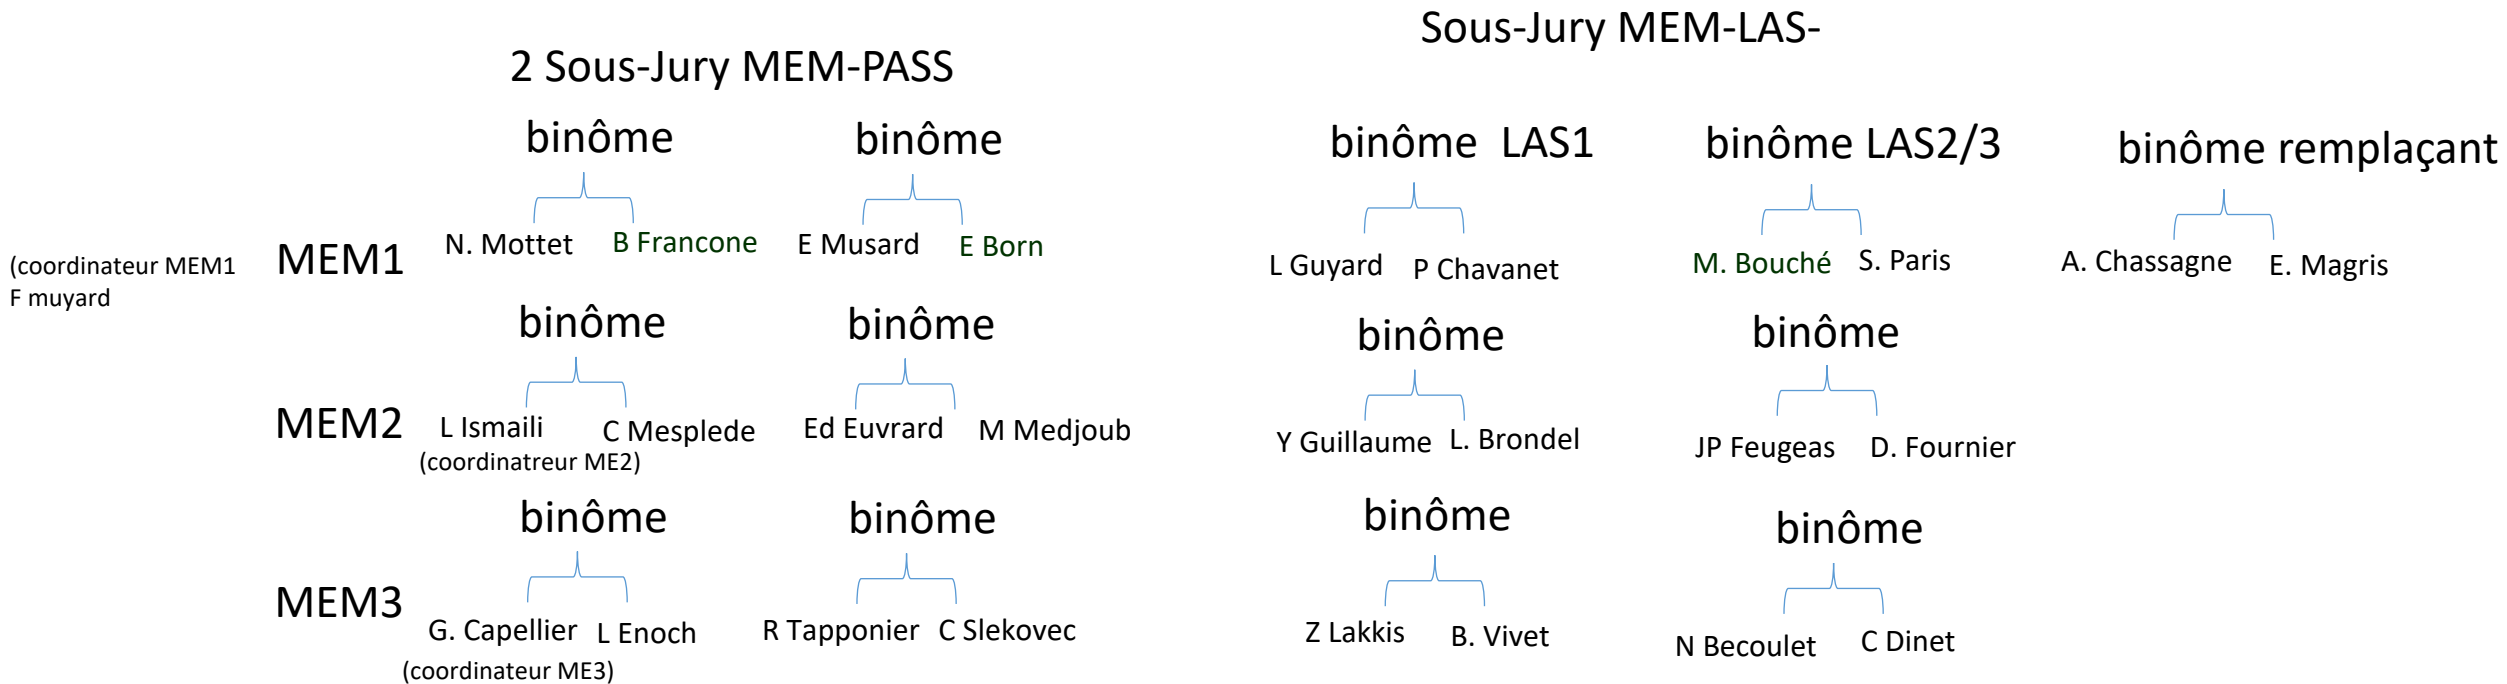 Sous-Jury MEM-LAS-
2 Sous-Jury MEM-PASS
binôme binôme binôme LAS1 binôme LAS2/3 binôme remplaçant
MEM1 N. Mottet B Francone E Musard E Born L Guyard P Chavanet M. Bouché S. Paris A. Chassagne E. Magris
(coordinateur MEM1
F muyard
binôme binôme binôme binôme
MEM2 L Ismaili C Mesplede Ed Euvrard M Medjoub Y Guillaume L. Brondel JP Feugeas D. Fournier
(coordinatreur ME2)
binôme binôme binôme binôme
MEM3 G. Capellier L Enoch R Tapponier C Slekovec Z Lakkis B. Vivet N Becoulet C Dinet
(coordinateur ME3)